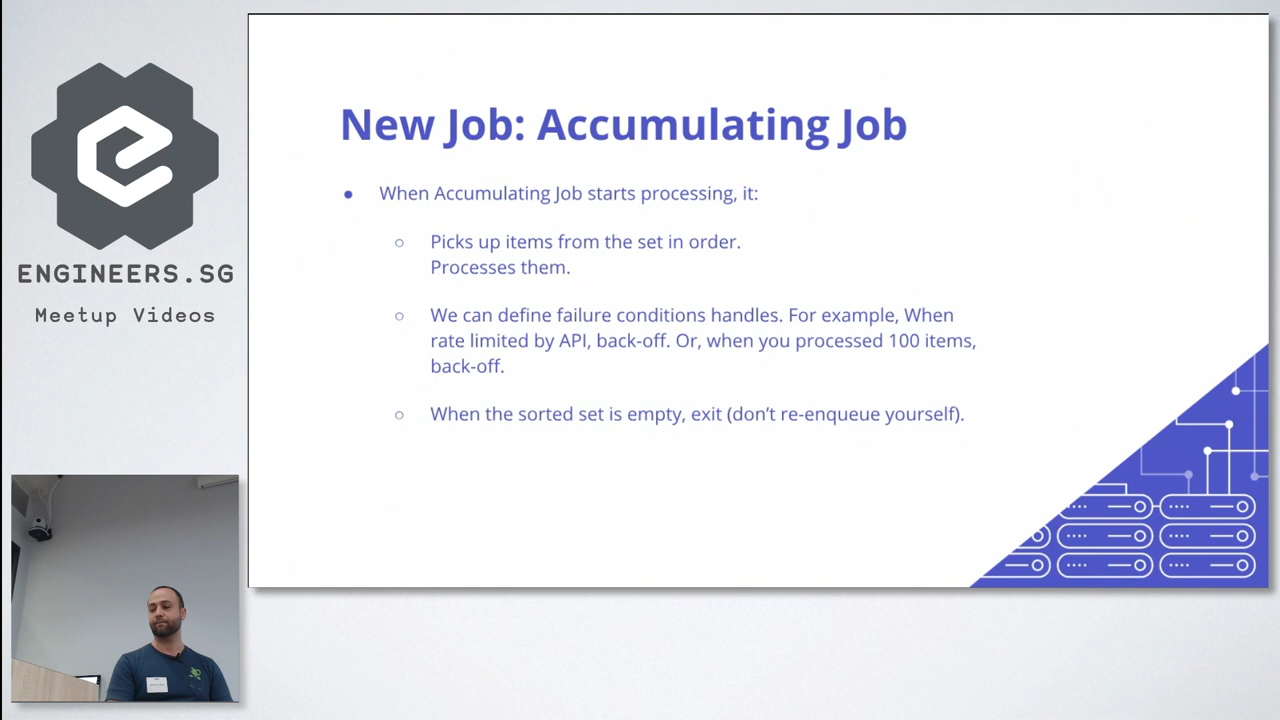 ENGINEERS.SG
Meetup Videos
New Job: Accumulating Job
● When Accumulating Job starts processing, it:
○ Picks up items from the set in order.
Processes them.
○ We can define failure conditions handles. For example, When
rate limited by API, back-off. Or, when you processed 100 items,
back-off.
○ When the sorted set is empty, exit (don’t re-enqueue yourself).